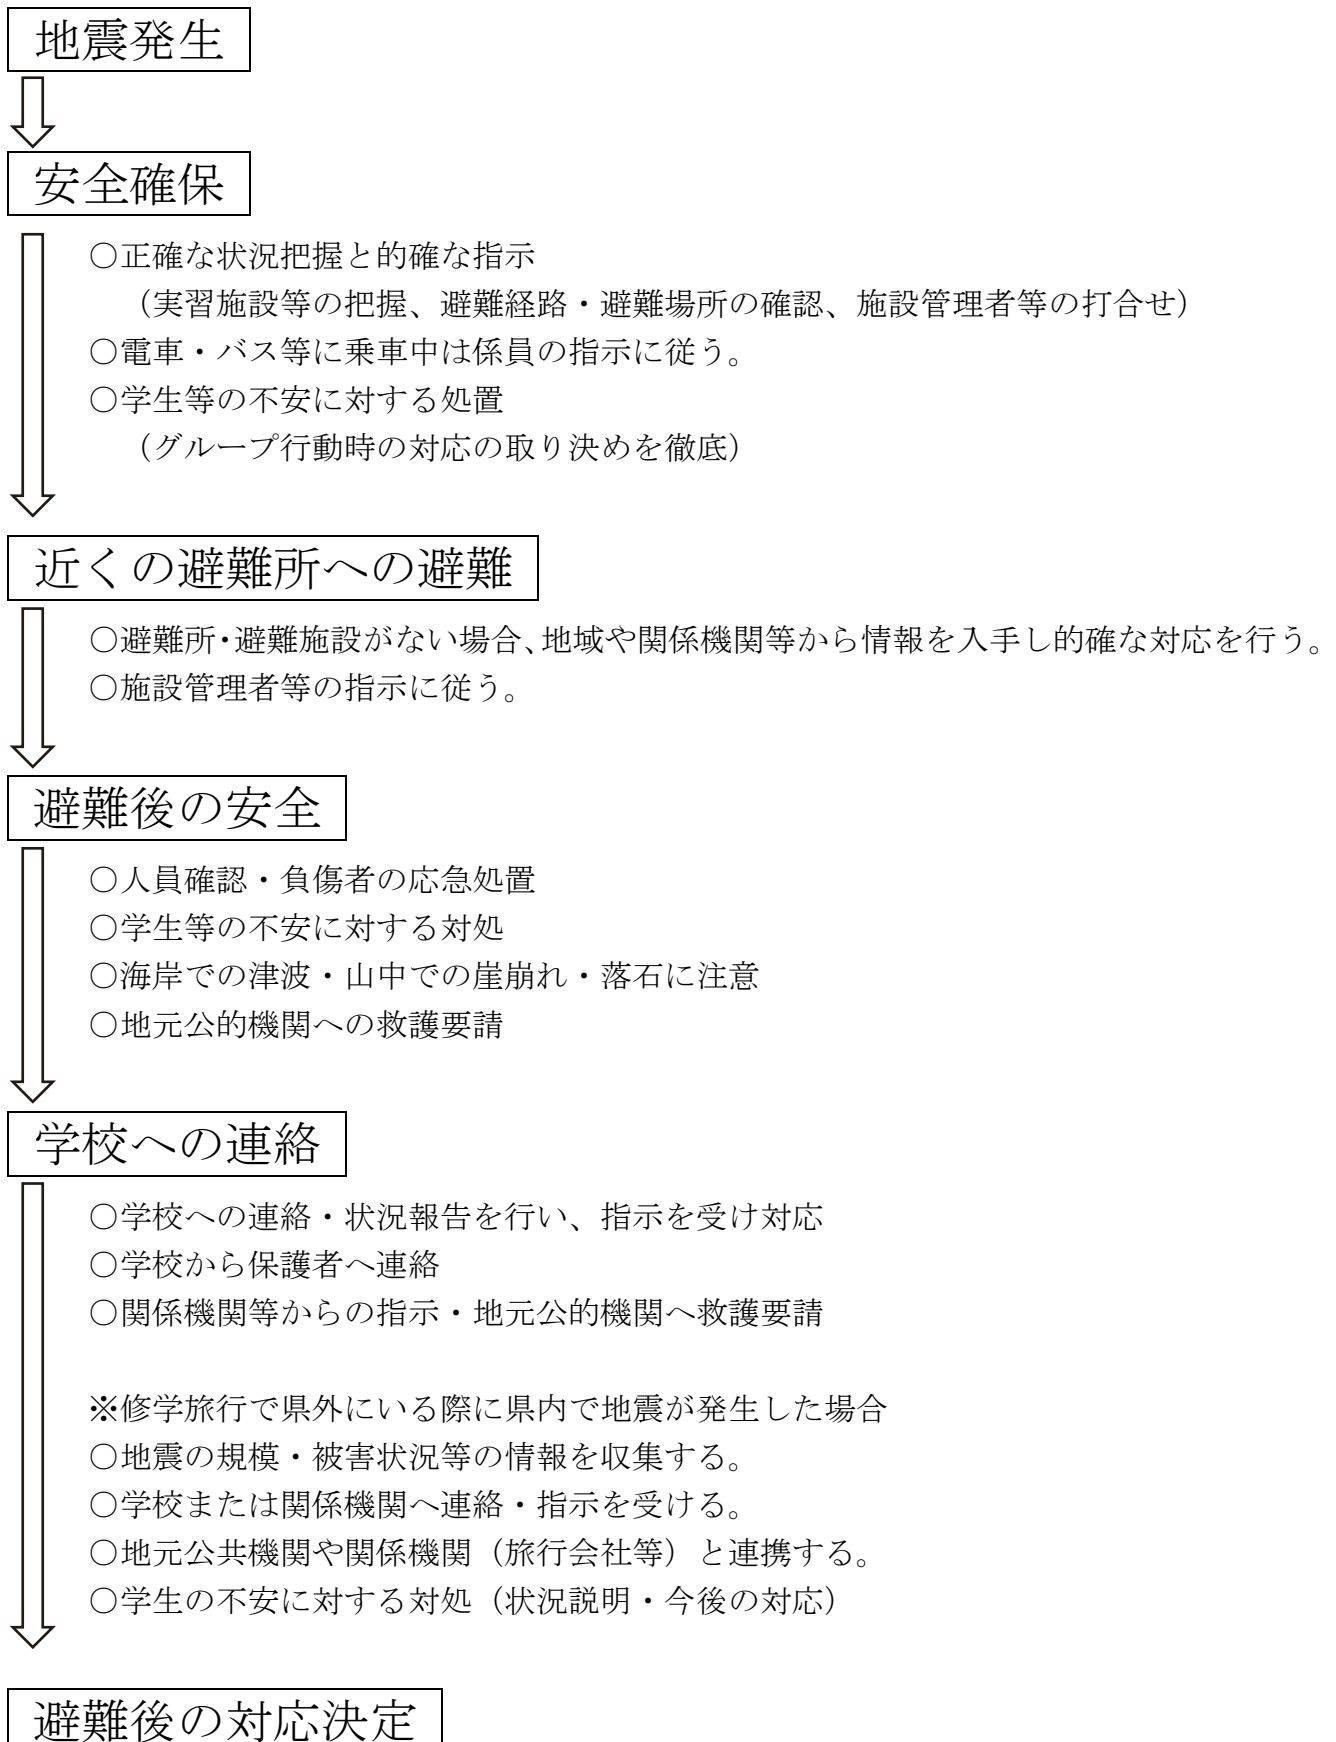 地震発生
安全確保
○正確な状況把握と的確な指示
（実習施設等の把握、避難経路・避難場所の確認、施設管理者等の打合せ）
○電車・バス等に乗車中は係員の指示に従う。
○学生等の不安に対する処置
（グループ行動時の対応の取り決めを徹底）
近くの避難所への避難
○避難所・避難施設がない場合、地域や関係機関等から情報を入手し的確な対応を行う。
○施設管理者等の指示に従う。
避難後の安全
○人員確認・負傷者の応急処置
○学生等の不安に対する対処
○海岸での津波・山中での崖崩れ・落石に注意
○地元公的機関への救護要請
学校への連絡
○学校への連絡・状況報告を行い、指示を受け対応
○学校から保護者へ連絡
○関係機関等からの指示・地元公的機関へ救護要請
※修学旅行で県外にいる際に県内で地震が発生した場合
○地震の規模・被害状況等の情報を収集する。
○学校または関係機関へ連絡・指示を受ける。
○地元公共機関や関係機関（旅行会社等）と連携する。
○学生の不安に対する対処（状況説明・今後の対応）
避難後の対応決定